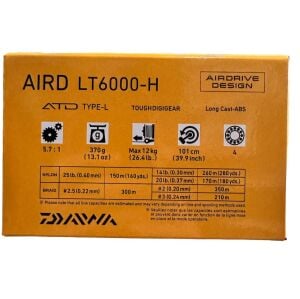 AIRD LT6000-H
AIRDRIVE DESIGN
ATD TYPE-L
TOUGHDIGIGEAR
Long Cast-ABS
5.7 : 1
370 g (13.1oz)
Max 12kg (26.4lb.)
101 cm (39.9inch)
4
NYLON 25lb.(0.40mm) 150m(160yds.) 14lb.(0.30mm) 260m(280yds.)
20lb.(0.37mm) 170m(180yds.)
BRAID #2.5(0.22mm) 300m #2(0.20mm) 350m
#3(0.24mm) 210m
DAIWA